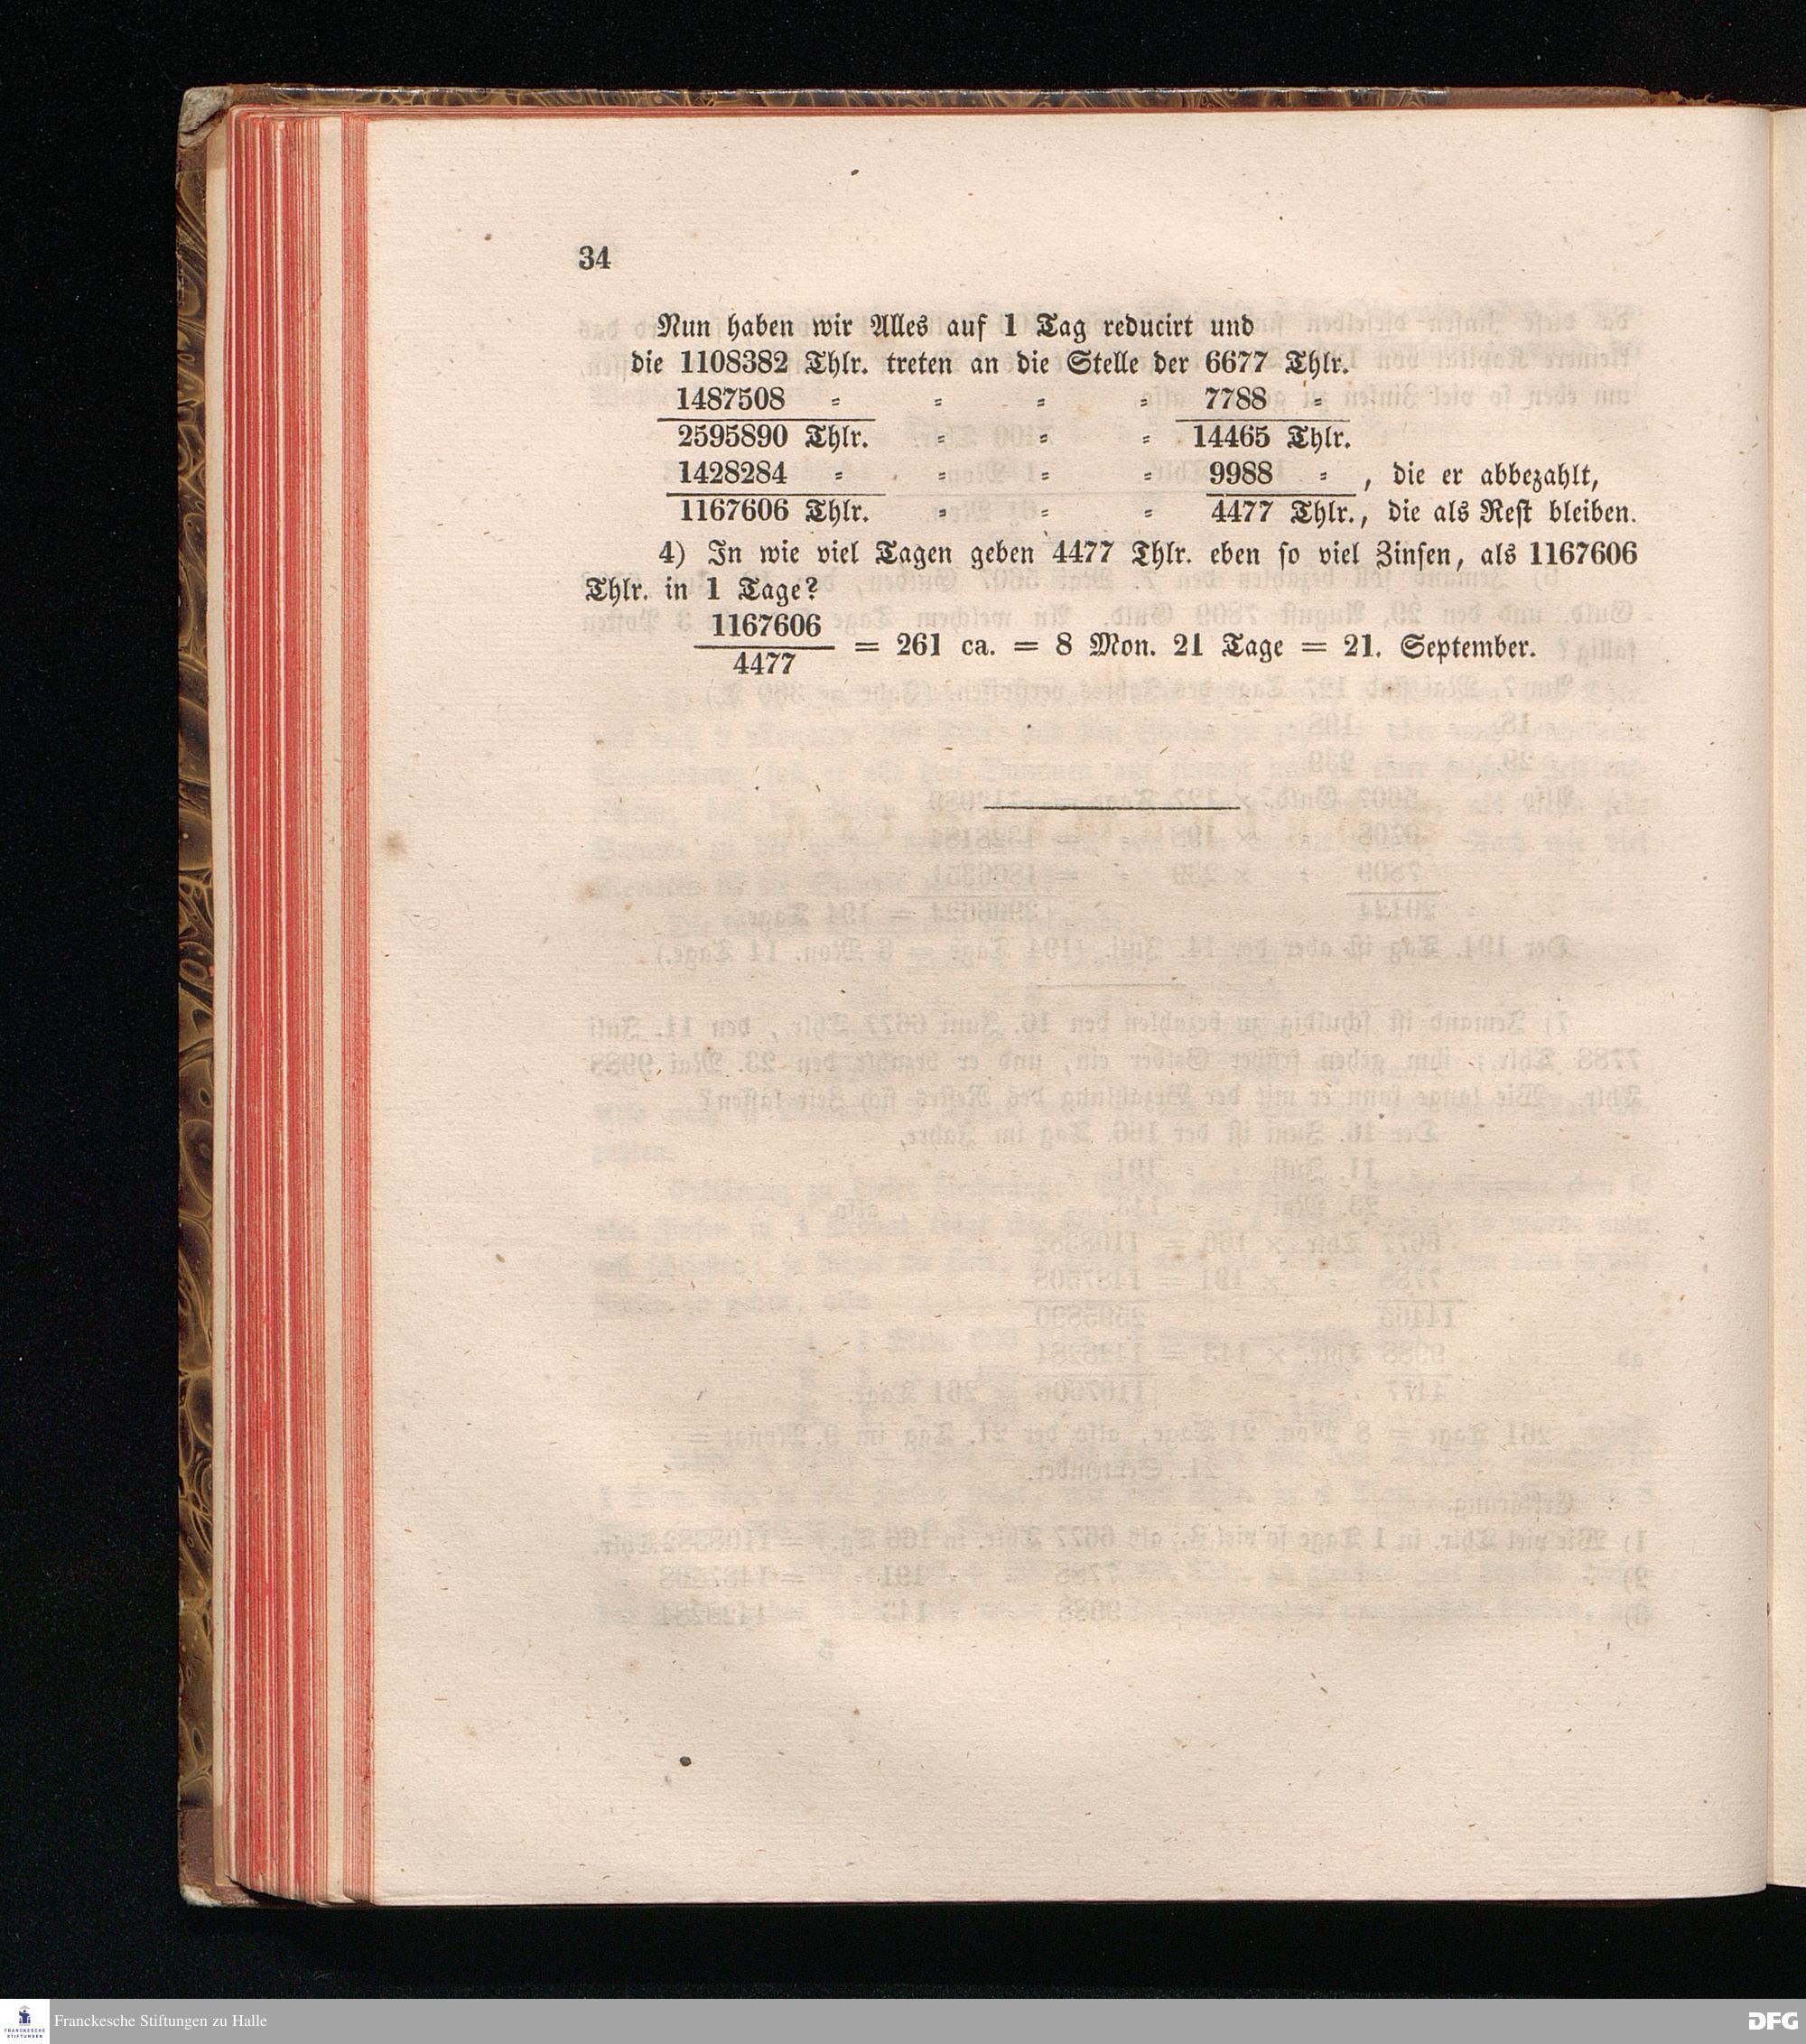 34
Nun haben wir Alles auf 1 Tag reducirt und
die 1108382 Thlr. treten an die Stelle der 6677 Thlr.
1487508 = = = = 7788 =
2595890 Thlr. = = = 14465 Thlr.
1428284 = = = = 9988 = , die er abbezahlt,
1167606 Thlr. = = = 4477 Thlr., die als Rest bleiben.
4) In wie viel Tagen geben 4477 Thlr. eben ſo viel Zinſen, als 1167606
Thlr. in 1 Tage?
1167606
4477
= 261 ca. = 8 Mon. 21 Tage = 21. September.
FRANCKESCHE
STIFTUNGEN
Franckesche Stiftungen zu Halle
DFG